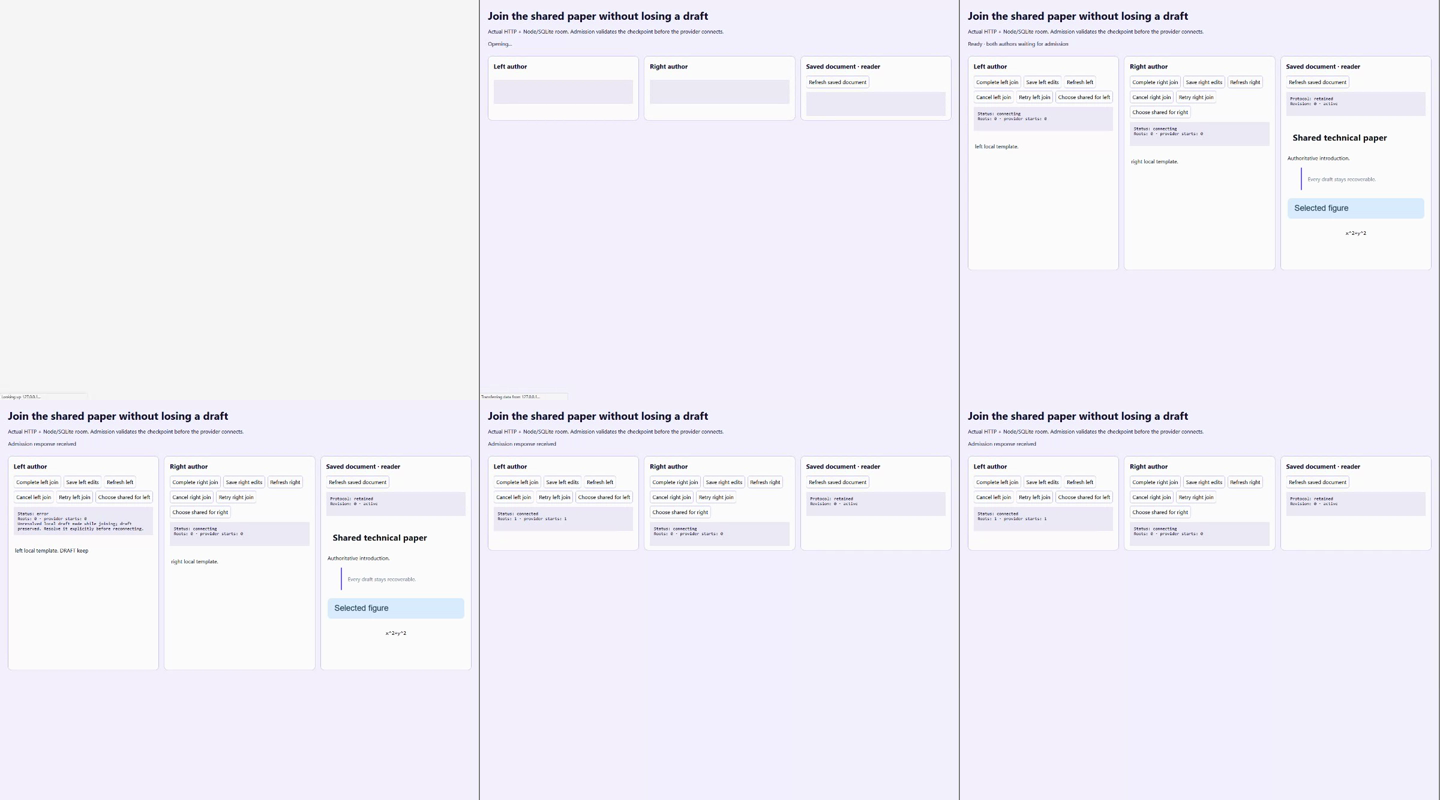 Looking up 127.0.0.1...
Join the shared paper without losing a draft
Actual HTTP + Node/SQLite room. Admission validates the checkpoint before the provider connects.
Opening...
Left author
Right author
Saved document · reader
Refresh saved document
Transferring data from 127.0.0.1...
Join the shared paper without losing a draft
Actual HTTP + Node/SQLite room. Admission validates the checkpoint before the provider connects.
Ready · both authors waiting for admission
Left author
Complete left join Save left edits Refresh left
Cancel left join Retry left join Choose shared for left
Status: connecting
Roots: 0 · provider starts: 0
left local template.
Right author
Complete right join Save right edits Refresh right
Cancel right join Retry right join
Choose shared for right
Status: connecting
Roots: 0 · provider starts: 0
right local template.
Saved document · reader
Refresh saved document
Protocol: retained
Revision: 0 · active
Shared technical paper
Authoritative introduction.
Every draft stays recoverable.
Selected figure
x^2+y^2
Join the shared paper without losing a draft
Actual HTTP + Node/SQLite room. Admission validates the checkpoint before the provider connects.
Admission response received
Left author
Complete left join Save left edits Refresh left
Cancel left join Retry left join Choose shared for left
Status: error
Roots: 0 · provider starts: 0
Unresolved local draft made while joining, draft
preserved. Resolve it explicitly before reconnecting.
left local template. DRAFT keep
Right author
Complete right join Save right edits Refresh right
Cancel right join Retry right join
Choose shared for right
Status: connecting
Roots: 0 · provider starts: 0
right local template.
Saved document · reader
Refresh saved document
Protocol: retained
Revision: 0 · active
Shared technical paper
Authoritative introduction.
Every draft stays recoverable.
Selected figure
x^2+y^2
Join the shared paper without losing a draft
Actual HTTP + Node/SQLite room. Admission validates the checkpoint before the provider connects.
Admission response received
Left author
Complete left join Save left edits Refresh left
Cancel left join Retry left join Choose shared for left
Status: connected
Roots: 1 · provider starts: 1
Right author
Complete right join Save right edits Refresh right
Cancel right join Retry right join
Choose shared for right
Status: connecting
Roots: 0 · provider starts: 0
Saved document · reader
Refresh saved document
Protocol: retained
Revision: 0 · active
Join the shared paper without losing a draft
Actual HTTP + Node/SQLite room. Admission validates the checkpoint before the provider connects.
Admission response received
Left author
Complete left join Save left edits Refresh left
Cancel left join Retry left join Choose shared for left
Status: connected
Roots: 1 · provider starts: 1
Right author
Complete right join Save right edits Refresh right
Cancel right join Retry right join
Choose shared for right
Status: connecting
Roots: 0 · provider starts: 0
Saved document · reader
Refresh saved document
Protocol: retained
Revision: 0 · active